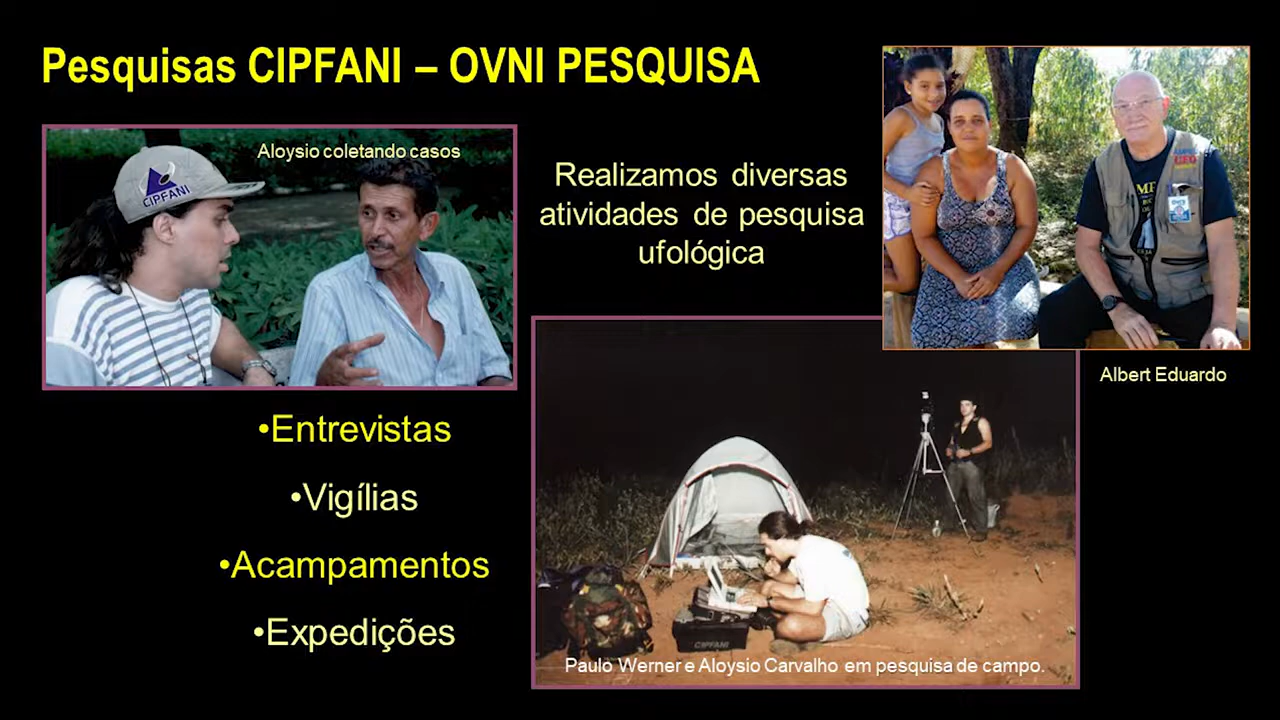 Pesquisas CIPFANI – OVNI PESQUISA
Aloysio coletando casos
CIPFANI
Realizamos diversas
atividades de pesquisa
ufológica
Albert Eduardo
•Entrevistas
•Vigílias
•Acampamentos
•Expedições
CIPFANI
Paulo Werner e Aloysio Carvalho em pesquisa de campo.